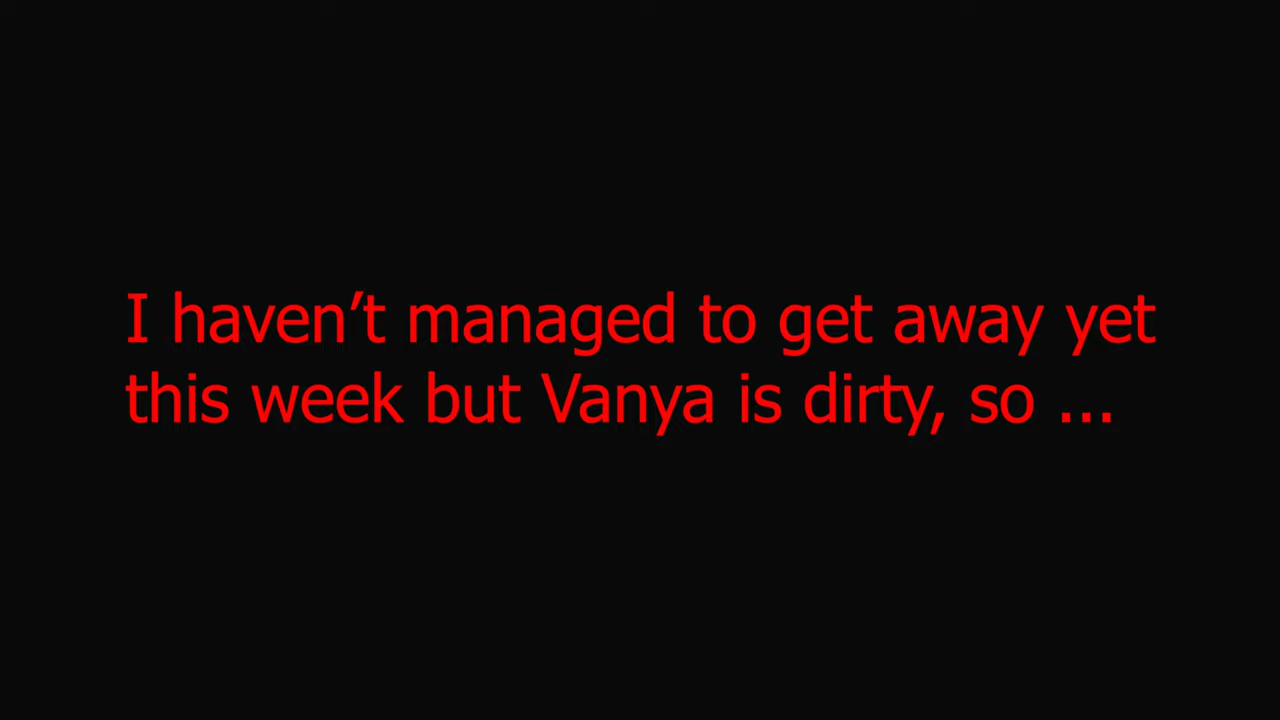 I haven’t managed to get away yet
this week but Vanya is dirty, so ...